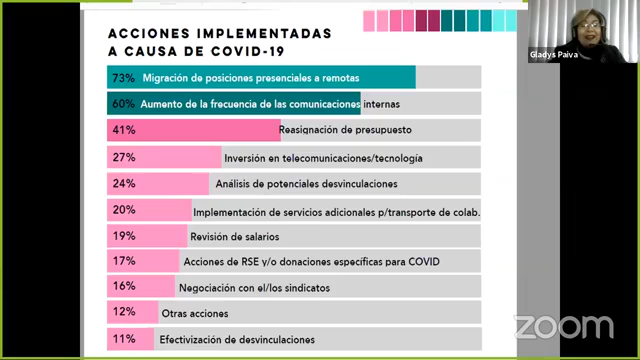 ACCIONES IMPLEMENTADAS
A CAUSA DE COVID-19
Gladys Paiva
73% Migración de posiciones presenciales a remotas
60% Aumento de la frecuencia de las comunicaciones internas
41% Reasignación de presupuesto
27% Inversión en telecomunicaciones/tecnología
24% Análisis de potenciales desvinculaciones
20% Implementación de servicios adicionales p/transporte de colab.
19% Revisión de salarios
17% Acciones de RSE y/o donaciones específicas para COVID
16% Negociación con el/los sindicatos
12% Otras acciones
11% Efectivización de desvinculaciones
zoom